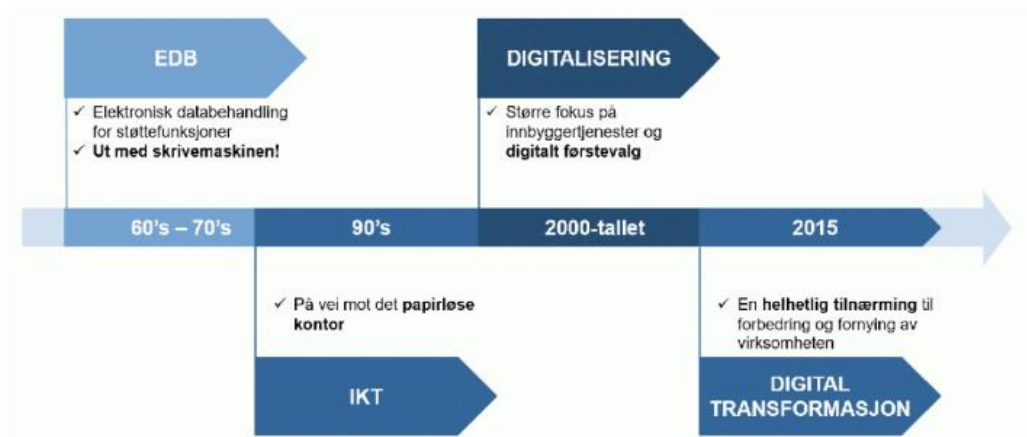 EDB
✓ Elektronisk databehandling
for støttefunksjoner
✓ Ut med skrivemaskinen!
DIGITALISERING
✓ Større fokus på
innbyggertjenester og
digitalt førstevalg
60's – 70's
90's
2000-tallet
2015
✓ På vei mot det papirløse
kontor
IKT
✓ En helhetlig tilnærming til
forbedring og fornying av
virksomheten
DIGITAL
TRANSFORMASJON